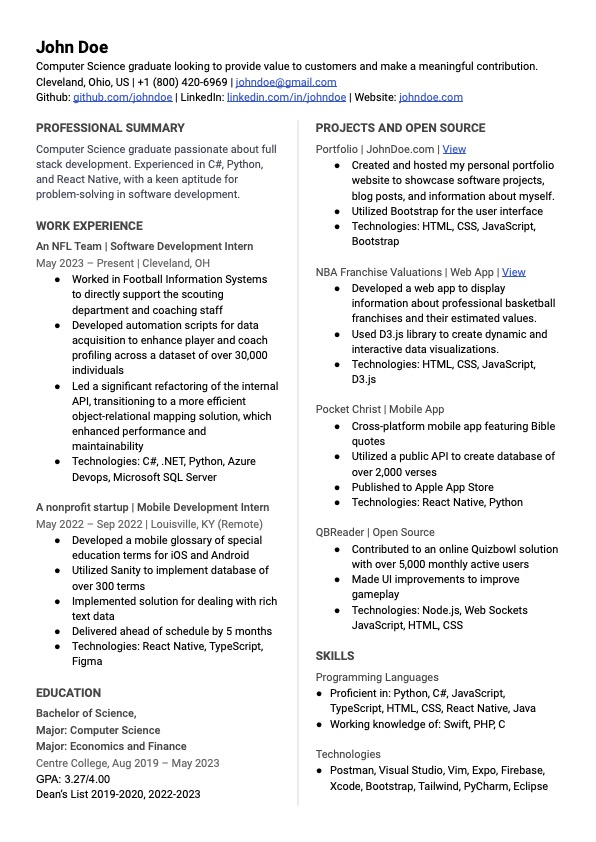 John Doe
Computer Science graduate looking to provide value to customers and make a meaningful contribution.
Cleveland, Ohio, US | +1 (800) 420-6969 | johndoe@gmail.com
Github: github.com/johndoe | LinkedIn: linkedin.com/in/johndoe | Website: johndoe.com
PROFESSIONAL SUMMARY
Computer Science graduate passionate about full
stack development. Experienced in C#, Python,
and React Native, with a keen aptitude for
problem-solving in software development.
WORK EXPERIENCE
An NFL Team | Software Development Intern
May 2023 – Present | Cleveland, OH
● Worked in Football Information Systems
to directly support the scouting
department and coaching staff
● Developed automation scripts for data
acquisition to enhance player and coach
profiling across a dataset of over 30,000
individuals
● Led a significant refactoring of the internal
API, transitioning to a more efficient
object-relational mapping solution, which
enhanced performance and
maintainability
● Technologies: C#, .NET, Python, Azure
Devops, Microsoft SQL Server
A nonprofit startup | Mobile Development Intern
May 2022 – Sep 2022 | Louisville, KY (Remote)
● Developed a mobile glossary of special
education terms for iOS and Android
● Utilized Sanity to implement database of
over 300 terms
● Implemented solution for dealing with rich
text data
● Delivered ahead of schedule by 5 months
● Technologies: React Native, TypeScript,
Figma
EDUCATION
Bachelor of Science,
Major: Computer Science
Major: Economics and Finance
Centre College, Aug 2019 – May 2023
GPA: 3.27/4.00
Dean's List 2019-2020, 2022-2023
PROJECTS AND OPEN SOURCE
Portfolio | JohnDoe.com | View
● Created and hosted my personal portfolio
website to showcase software projects,
blog posts, and information about myself.
● Utilized Bootstrap for the user interface
● Technologies: HTML, CSS, JavaScript,
Bootstrap
NBA Franchise Valuations | Web App | View
● Developed a web app to display
information about professional basketball
franchises and their estimated values.
● Used D3.js library to create dynamic and
interactive data visualizations.
● Technologies: HTML, CSS, JavaScript,
D3.js
Pocket Christ | Mobile App
● Cross-platform mobile app featuring Bible
quotes
● Utilized a public API to create database of
over 2,000 verses
● Published to Apple App Store
● Technologies: React Native, Python
QBReader | Open Source
● Contributed to an online Quizbowl solution
with over 5,000 monthly active users
● Made UI improvements to improve
gameplay
● Technologies: Node.js, Web Sockets
JavaScript, HTML, CSS
SKILLS
Programming Languages
● Proficient in: Python, C#, JavaScript,
TypeScript, HTML, CSS, React Native, Java
● Working knowledge of: Swift, PHP, C
Technologies
● Postman, Visual Studio, Vim, Expo, Firebase,
Xcode, Bootstrap, Tailwind, PyCharm, Eclipse